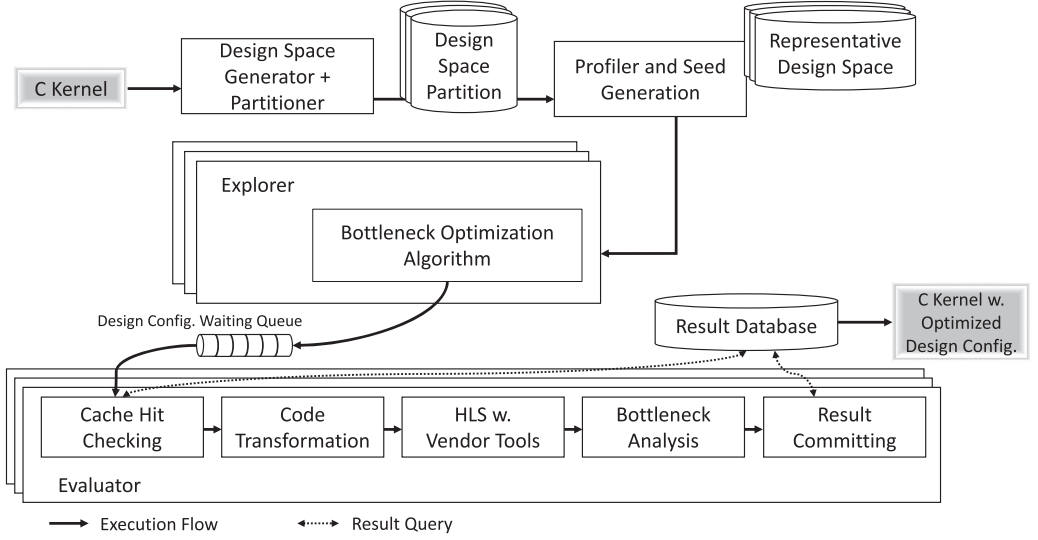 C Kernel
Design Space
Generator +
Partitioner
Design
Space
Partition
Profiler and Seed
Generation
Representative
Design Space
Explorer
Bottleneck Optimization
Algorithm
Design Config. Waiting Queue
Result Database
C Kernel w.
Optimized
Design Config.
Cache Hit
Checking
Code
Transformation
HLS w.
Vendor Tools
Bottleneck
Analysis
Result
Committing
Evaluator
Execution Flow
Result Query